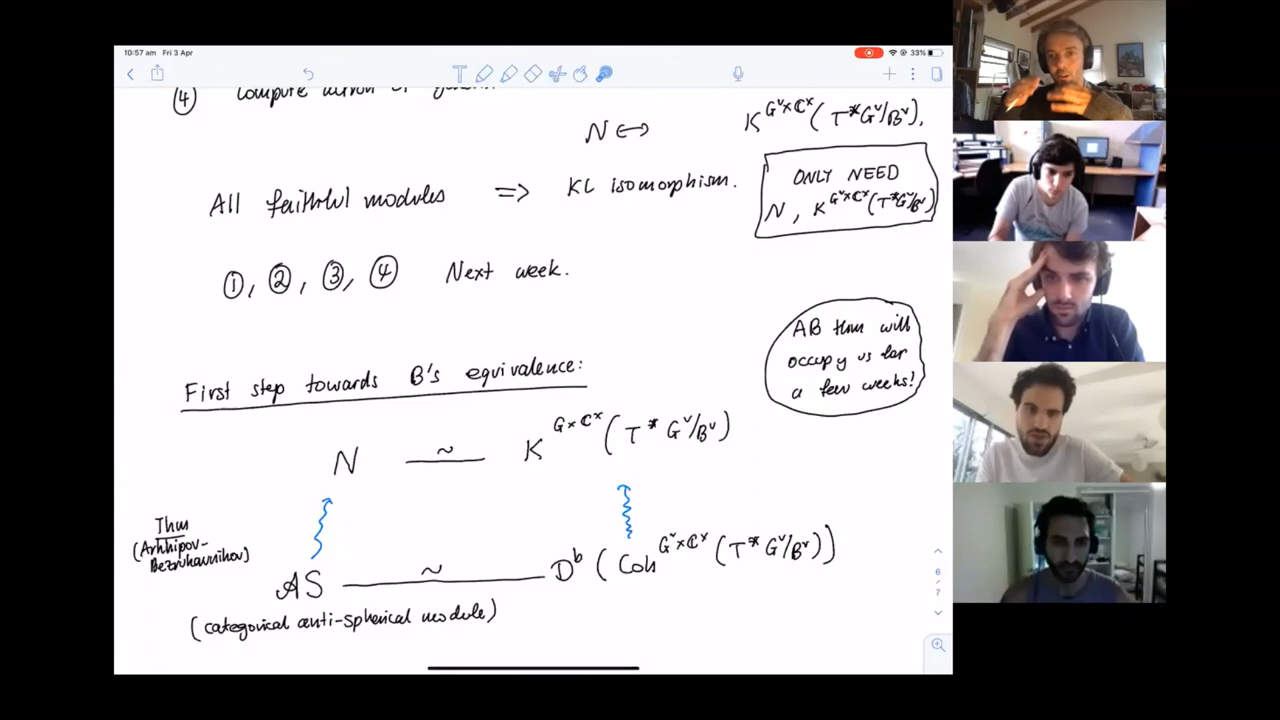 10:57 am Fri 3 Apr
33%
④ Compute action of
N ↔ K^{G^∨×ℂ^×}(T*G^∨/B^∨).
All faithful modules ⇒ KL isomorphism.
ONLY NEED
N, K^{G^∨×ℂ^×}(T*G^∨/B^∨)
①, ②, ③, ④ Next week.
AB thm will
occupy us for
a few weeks!
First step towards B's equivalence:
N ~ K^{G×ℂ^×}(T*G^∨/B^∨)
Thm
(Arkhipov-
Bezrukavnikov)
AS ~ D^b(Coh^{G^∨×ℂ^×}(T*G^∨/B^∨))
(categorical anti-spherical module)
6
/
7